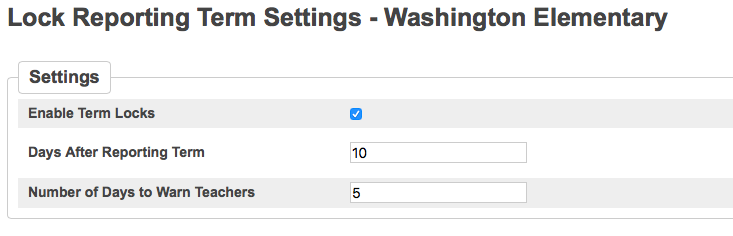 Lock Reporting Term Settings - Washington Elementary
Settings
Enable Term Locks
Days After Reporting Term 10
Number of Days to Warn Teachers 5